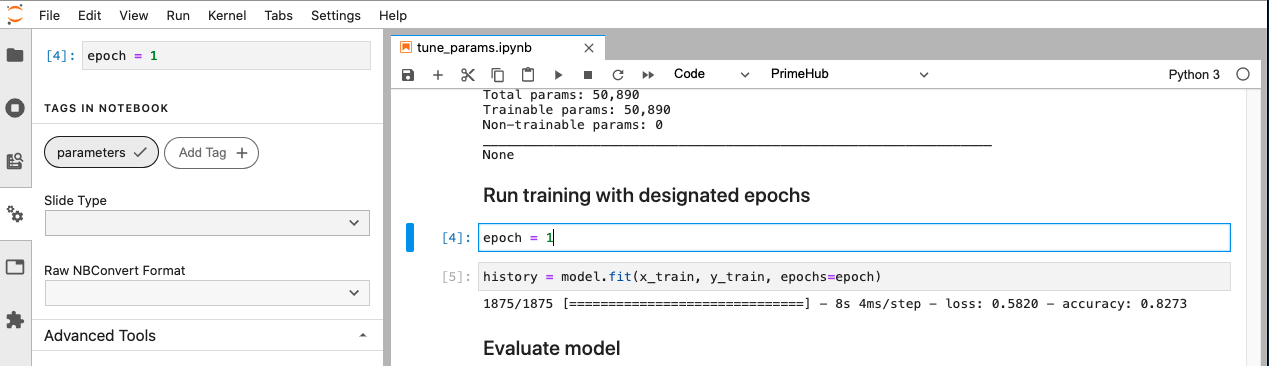 File Edit View Run Kernel Tabs Settings Help
[4]: epoch = 1
TAGS IN NOTEBOOK
parameters
Add Tag +
Slide Type
Raw NBConvert Format
Advanced Tools
tune_params.ipynb
Code PrimeHub Python 3
Total params: 50,890
Trainable params: 50,890
Non-trainable params: 0
_________________________________________________________________
None
Run training with designated epochs
[4]: epoch = 1
[5]: history = model.fit(x_train, y_train, epochs=epoch)
1875/1875 [==============================] - 8s 4ms/step - loss: 0.5820 - accuracy: 0.8273
Evaluate model